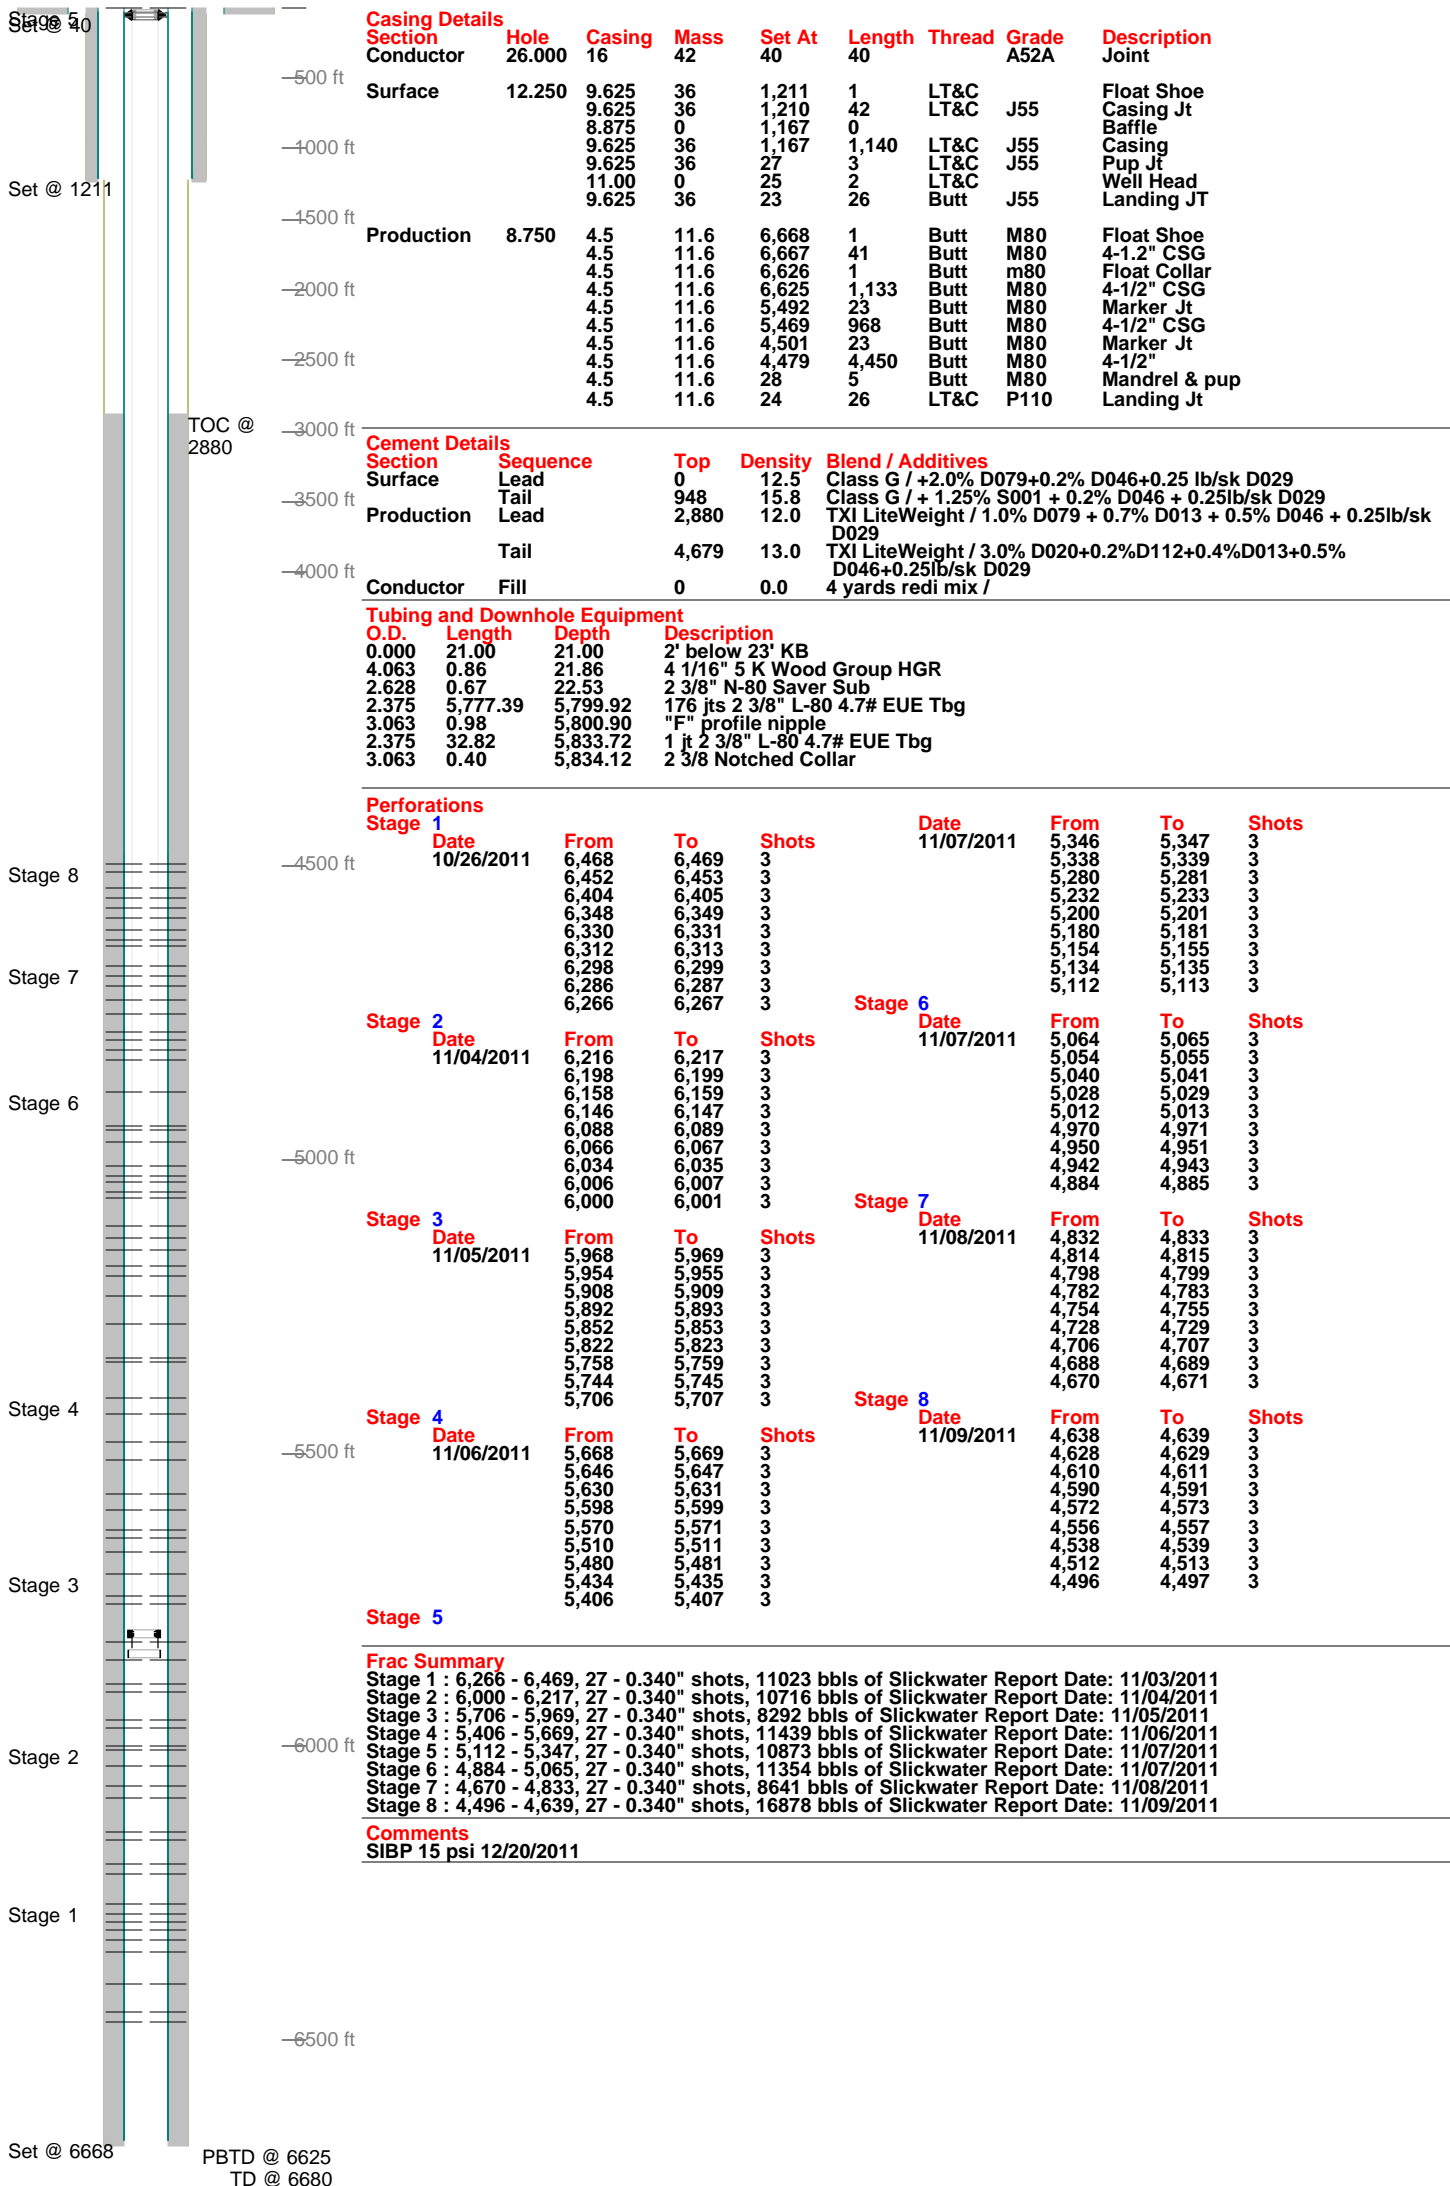 Stage 5
Set @ 40
Set @ 1211
TOC @
2880
Stage 8
Stage 7
Stage 6
Stage 4
Stage 3
Stage 2
Stage 1
Set @ 6668
PBTD @ 6625
TD @ 6680
500 ft
1000 ft
1500 ft
2000 ft
2500 ft
3000 ft
3500 ft
4000 ft
4500 ft
5000 ft
5500 ft
6000 ft
6500 ft
Casing Details
Section Hole Casing Mass Set At Length Thread Grade Description
Conductor 26.000 16 42 40 40 A52A Joint
Surface 12.250 9.625 36 1,211 1 LT&C Float Shoe
9.625 36 1,210 42 LT&C J55 Casing Jt
8.875 0 1,167 0 Baffle
9.625 36 1,167 1,140 LT&C J55 Casing
9.625 36 27 3 LT&C J55 Pup Jt
11.00 0 25 2 LT&C Well Head
9.625 36 23 26 Butt J55 Landing JT
Production 8.750 4.5 11.6 6,668 1 Butt M80 Float Shoe
4.5 11.6 6,667 41 Butt M80 4-1.2" CSG
4.5 11.6 6,626 1 Butt m80 Float Collar
4.5 11.6 6,625 1,133 Butt M80 4-1/2" CSG
4.5 11.6 5,492 23 Butt M80 Marker Jt
4.5 11.6 5,469 968 Butt M80 4-1/2" CSG
4.5 11.6 4,501 23 Butt M80 Marker Jt
4.5 11.6 4,479 4,450 Butt M80 4-1/2"
4.5 11.6 28 5 Butt M80 Mandrel & pup
4.5 11.6 24 26 LT&C P110 Landing Jt
Cement Details
Section Sequence Top Density Blend / Additives
Surface Lead 0 12.5 Class G / +2.0% D079+0.2% D046+0.25 lb/sk D029
Tail 948 15.8 Class G / + 1.25% S001 + 0.2% D046 + 0.25lb/sk D029
Production Lead 2,880 12.0 TXI LiteWeight / 1.0% D079 + 0.7% D013 + 0.5% D046 + 0.25lb/sk
D029
Tail 4,679 13.0 TXI LiteWeight / 3.0% D020+0.2%D112+0.4%D013+0.5%
D046+0.25lb/sk D029
Conductor Fill 0 0.0 4 yards redi mix /
Tubing and Downhole Equipment
O.D. Length Depth Description
0.000 21.00 21.00 2' below 23' KB
4.063 0.86 21.86 4 1/16" 5 K Wood Group HGR
2.628 0.67 22.53 2 3/8" N-80 Saver Sub
2.375 5,777.39 5,799.92 176 jts 2 3/8" L-80 4.7# EUE Tbg
3.063 0.98 5,800.90 "F" profile nipple
2.375 32.82 5,833.72 1 jt 2 3/8" L-80 4.7# EUE Tbg
3.063 0.40 5,834.12 2 3/8 Notched Collar
Perforations
Stage 1
Date From To Shots
10/26/2011 6,468 6,469 3
6,452 6,453 3
6,404 6,405 3
6,348 6,349 3
6,330 6,331 3
6,312 6,313 3
6,298 6,299 3
6,286 6,287 3
6,266 6,267 3
Stage 2
Date From To Shots
11/04/2011 6,216 6,217 3
6,198 6,199 3
6,158 6,159 3
6,146 6,147 3
6,088 6,089 3
6,066 6,067 3
6,034 6,035 3
6,006 6,007 3
6,000 6,001 3
Stage 3
Date From To Shots
11/05/2011 5,968 5,969 3
5,954 5,955 3
5,908 5,909 3
5,892 5,893 3
5,852 5,853 3
5,822 5,823 3
5,758 5,759 3
5,744 5,745 3
5,706 5,707 3
Stage 4
Date From To Shots
11/06/2011 5,668 5,669 3
5,646 5,647 3
5,630 5,631 3
5,598 5,599 3
5,570 5,571 3
5,510 5,511 3
5,480 5,481 3
5,434 5,435 3
5,406 5,407 3
Stage 5
Date From To Shots
11/07/2011 5,346 5,347 3
5,338 5,339 3
5,280 5,281 3
5,232 5,233 3
5,200 5,201 3
5,180 5,181 3
5,154 5,155 3
5,134 5,135 3
5,112 5,113 3
Stage 6
Date From To Shots
11/07/2011 5,064 5,065 3
5,054 5,055 3
5,040 5,041 3
5,028 5,029 3
5,012 5,013 3
4,970 4,971 3
4,950 4,951 3
4,942 4,943 3
4,884 4,885 3
Stage 7
Date From To Shots
11/08/2011 4,832 4,833 3
4,814 4,815 3
4,798 4,799 3
4,782 4,783 3
4,754 4,755 3
4,728 4,729 3
4,706 4,707 3
4,688 4,689 3
4,670 4,671 3
Stage 8
Date From To Shots
11/09/2011 4,638 4,639 3
4,628 4,629 3
4,610 4,611 3
4,590 4,591 3
4,572 4,573 3
4,556 4,557 3
4,538 4,539 3
4,512 4,513 3
4,496 4,497 3
Frac Summary
Stage 1 : 6,266 - 6,469, 27 - 0.340" shots, 11023 bbls of Slickwater Report Date: 11/03/2011
Stage 2 : 6,000 - 6,217, 27 - 0.340" shots, 10716 bbls of Slickwater Report Date: 11/04/2011
Stage 3 : 5,706 - 5,969, 27 - 0.340" shots, 8292 bbls of Slickwater Report Date: 11/05/2011
Stage 4 : 5,406 - 5,669, 27 - 0.340" shots, 11439 bbls of Slickwater Report Date: 11/06/2011
Stage 5 : 5,112 - 5,347, 27 - 0.340" shots, 10873 bbls of Slickwater Report Date: 11/07/2011
Stage 6 : 4,884 - 5,065, 27 - 0.340" shots, 11354 bbls of Slickwater Report Date: 11/07/2011
Stage 7 : 4,670 - 4,833, 27 - 0.340" shots, 8641 bbls of Slickwater Report Date: 11/08/2011
Stage 8 : 4,496 - 4,639, 27 - 0.340" shots, 16878 bbls of Slickwater Report Date: 11/09/2011
Comments
SIBP 15 psi 12/20/2011